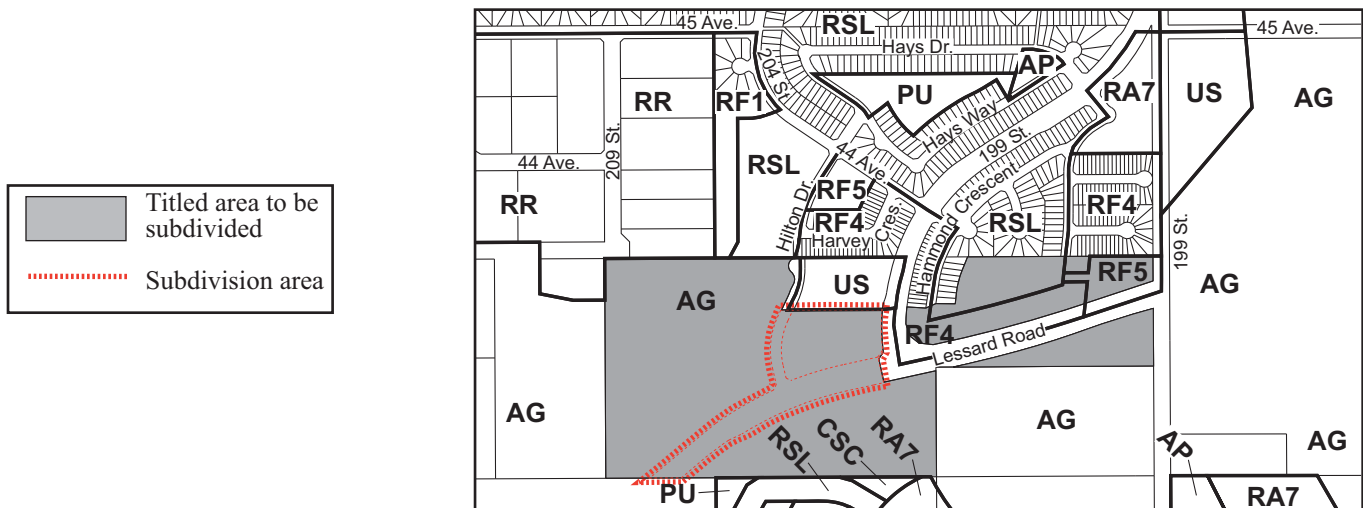 Titled area to be
subdivided
Subdivision area
45 Ave.
RSL
45 Ave.
Hays Dr.
204 St.
AP
RR
RF1
PU
RA7
US
AG
Hays Way
209 St.
199 St.
44 Ave.
44 Ave.
RSL
Hammond Crescent
RR
RF5
RF4
RSL
RF4
Hilton Dr.
Harvey Cres.
199 St.
AG
US
RF5
AG
RF4
Lessard Road
AG
AG
AG
RSL
CSC
RA7
AP
PU
RA7